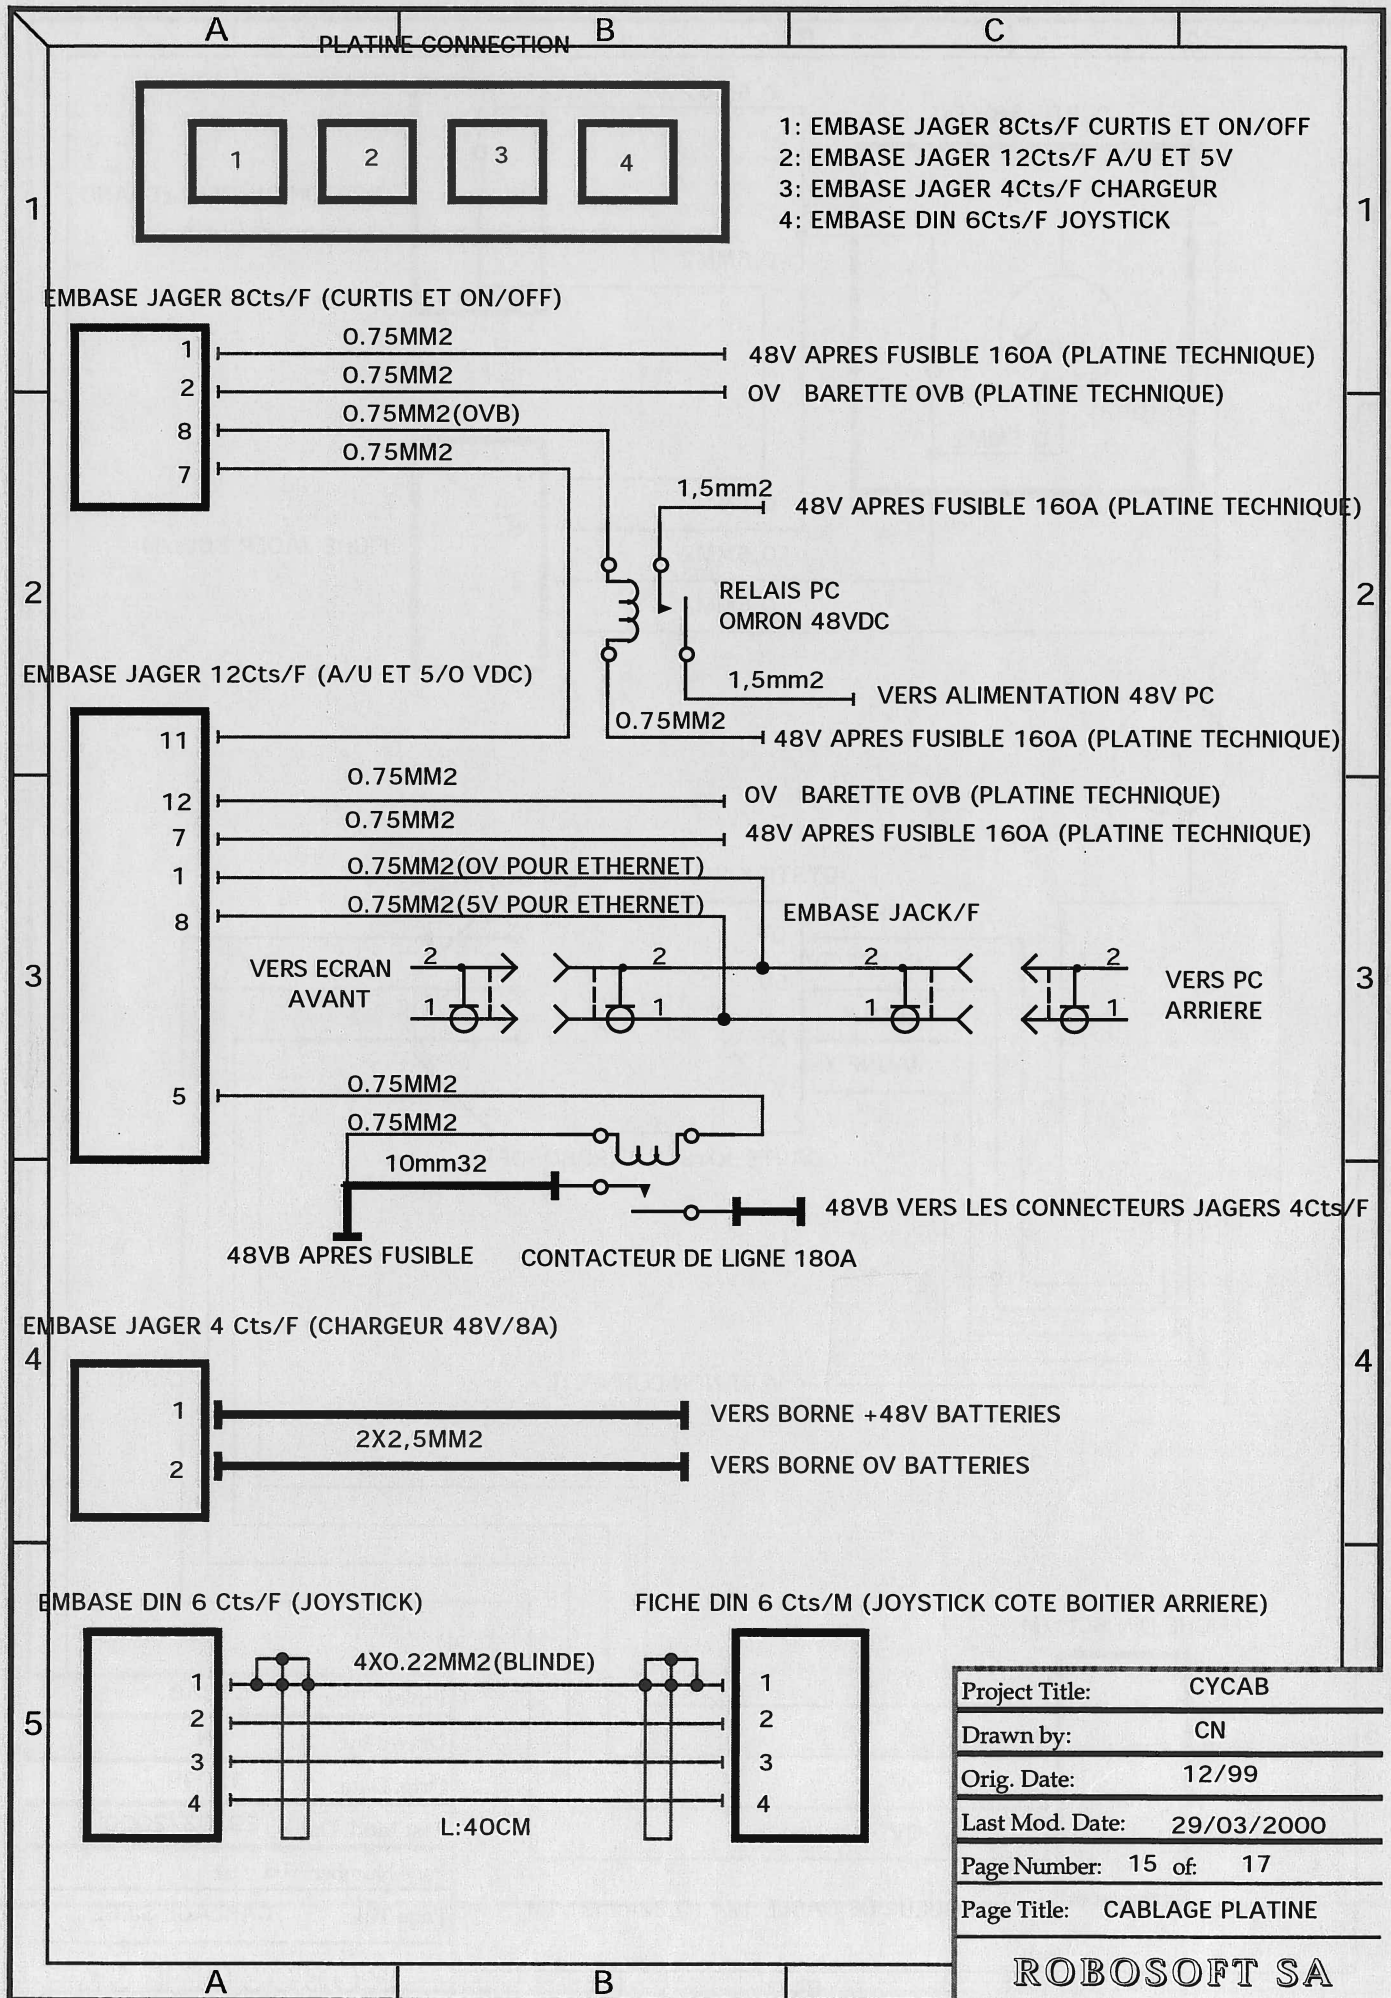 A B C
PLATINE CONNECTION
1 2 3 4
1: EMBASE JAGER 8Cts/F CURTIS ET ON/OFF
2: EMBASE JAGER 12Cts/F A/U ET 5V
3: EMBASE JAGER 4Cts/F CHARGEUR
4: EMBASE DIN 6Cts/F JOYSTICK
1 1
EMBASE JAGER 8Cts/F (CURTIS ET ON/OFF)
0.75MM2
1 48V APRES FUSIBLE 160A (PLATINE TECHNIQUE)
0.75MM2
2 0V BARETTE 0VB (PLATINE TECHNIQUE)
0.75MM2(0VB)
8
0.75MM2
7
1,5mm2
48V APRES FUSIBLE 160A (PLATINE TECHNIQUE)
2 2
RELAIS PC
OMRON 48VDC
EMBASE JAGER 12Cts/F (A/U ET 5/0 VDC)
1,5mm2
VERS ALIMENTATION 48V PC
0.75MM2
11 48V APRES FUSIBLE 160A (PLATINE TECHNIQUE)
0.75MM2
12 0V BARETTE 0VB (PLATINE TECHNIQUE)
0.75MM2
7 48V APRES FUSIBLE 160A (PLATINE TECHNIQUE)
0.75MM2(0V POUR ETHERNET)
1
0.75MM2(5V POUR ETHERNET)
8
EMBASE JACK/F
3 3
VERS ECRAN
AVANT
2 2 2 2
1 1 1 1
VERS PC
ARRIERE
0.75MM2
5
0.75MM2
10mm32
48VB VERS LES CONNECTEURS JAGERS 4Cts/F
48VB APRES FUSIBLE
CONTACTEUR DE LIGNE 180A
EMBASE JAGER 4 Cts/F (CHARGEUR 48V/8A)
4 4
1 VERS BORNE +48V BATTERIES
2X2,5MM2
2 VERS BORNE 0V BATTERIES
EMBASE DIN 6 Cts/F (JOYSTICK)
FICHE DIN 6 Cts/M (JOYSTICK COTE BOITIER ARRIERE)
4X0.22MM2(BLINDE)
1 1
2 2
3 3
4 4
L:40CM
5
Project Title: CYCAB
Drawn by: CN
Orig. Date: 12/99
Last Mod. Date: 29/03/2000
Page Number: 15 of: 17
Page Title: CABLAGE PLATINE
ROBOSOFT SA
A B